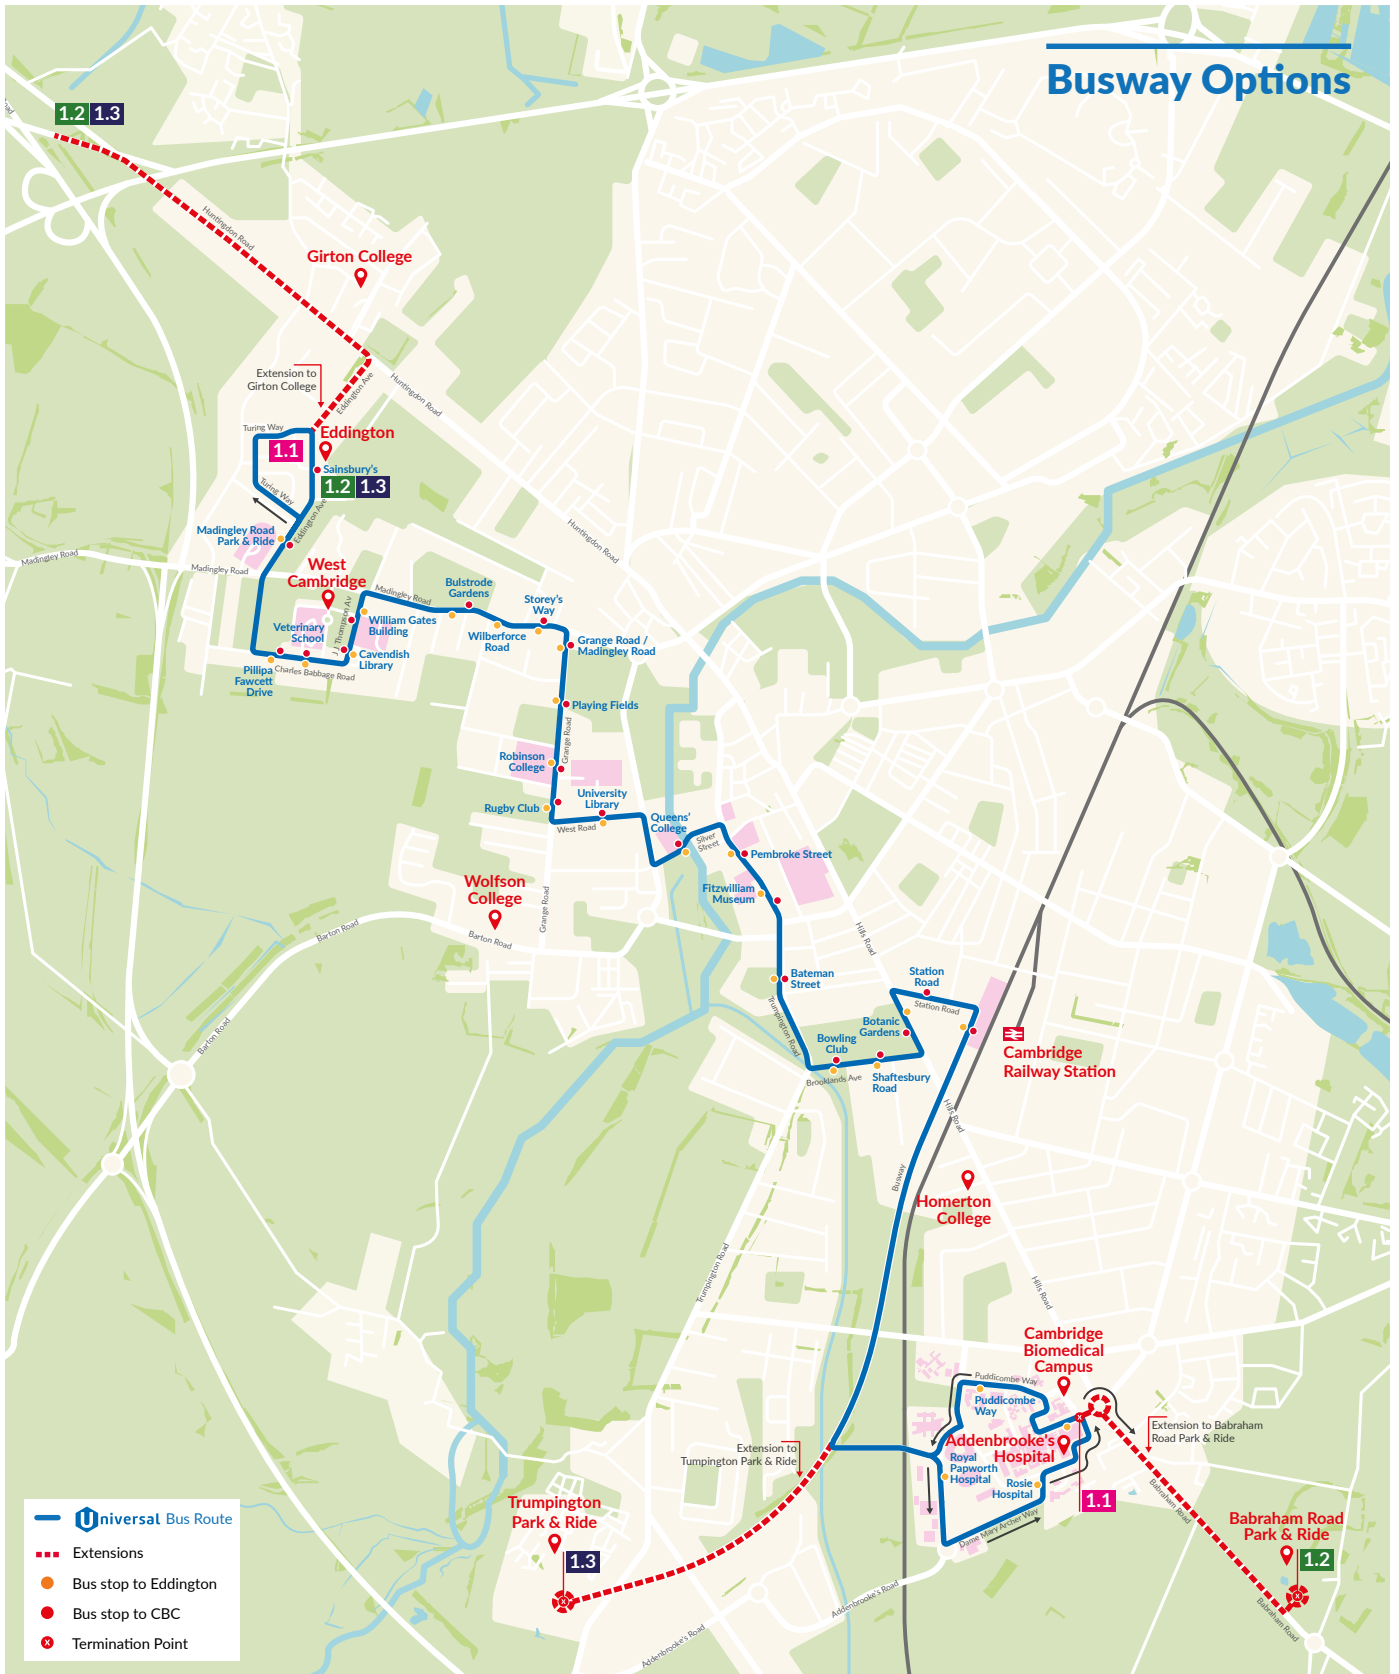 Busway Options
oad
1.2 1.3
Huntingdon Road
Girton College
Extension to
Girton College
Eddington Ave
Huntingdon Road
Turing Way
Eddington
1.1
Sainsbury's
1.2 1.3
Turing Way
Eddington Ave
Madingley Road
Park & Ride
Huntingdon Road
Madingley Road
Madingley Road
West
Cambridge
Madingley Road
Bulstrode
Gardens
Storey's
Way
J J Thompson Av
William Gates
Building
Veterinary
School
Wilberforce
Road
Grange Road /
Madingley Road
Cavendish
Library
Pillipa
Fawcett
Drive
Charles Babbage Road
Playing Fields
Grange Road
Robinson
College
University
Library
Rugby Club
West Road
Queens'
College
Silver
Street
Pembroke Street
Wolfson
College
Fitzwilliam
Museum
Grange Road
Barton Road
Barton Road
Hills Road
Bateman
Street
Station
Road
Station Road
Trumpington Road
Botanic
Gardens
Bowling
Club
Barton Road
Cambridge
Railway Station
Brooklands Ave
Shaftesbury
Road
Hills Road
Busway
Homerton
College
Trumpington Road
Hills Road
Cambridge
Biomedical
Campus
Puddicombe Way
Puddicombe
Way
Extension to Babraham
Road Park & Ride
Addenbrooke's
Hospital
Extension to
Tumpington Park & Ride
Royal
Papworth
Hospital
Rosie
Hospital
1.1
Babraham Road
Trumpington
Park & Ride
Dame Mary Archer Way
Babraham Road
Park & Ride
1.3
1.2
Addenbrooke's Road
Addenbrooke's Road
Babraham Road
Universal Bus Route
Extensions
Bus stop to Eddington
Bus stop to CBC
Termination Point